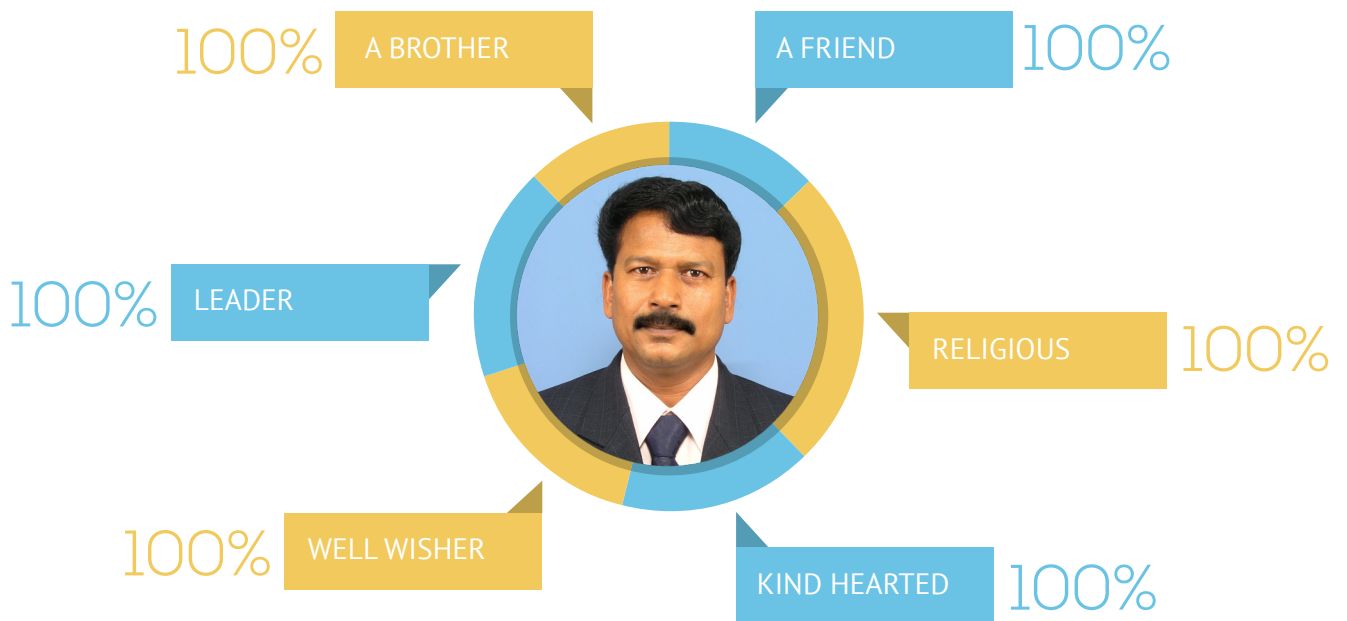 100% A BROTHER
A FRIEND 100%
100% LEADER
RELIGIOUS 100%
100% WELL WISHER
KIND HEARTED 100%